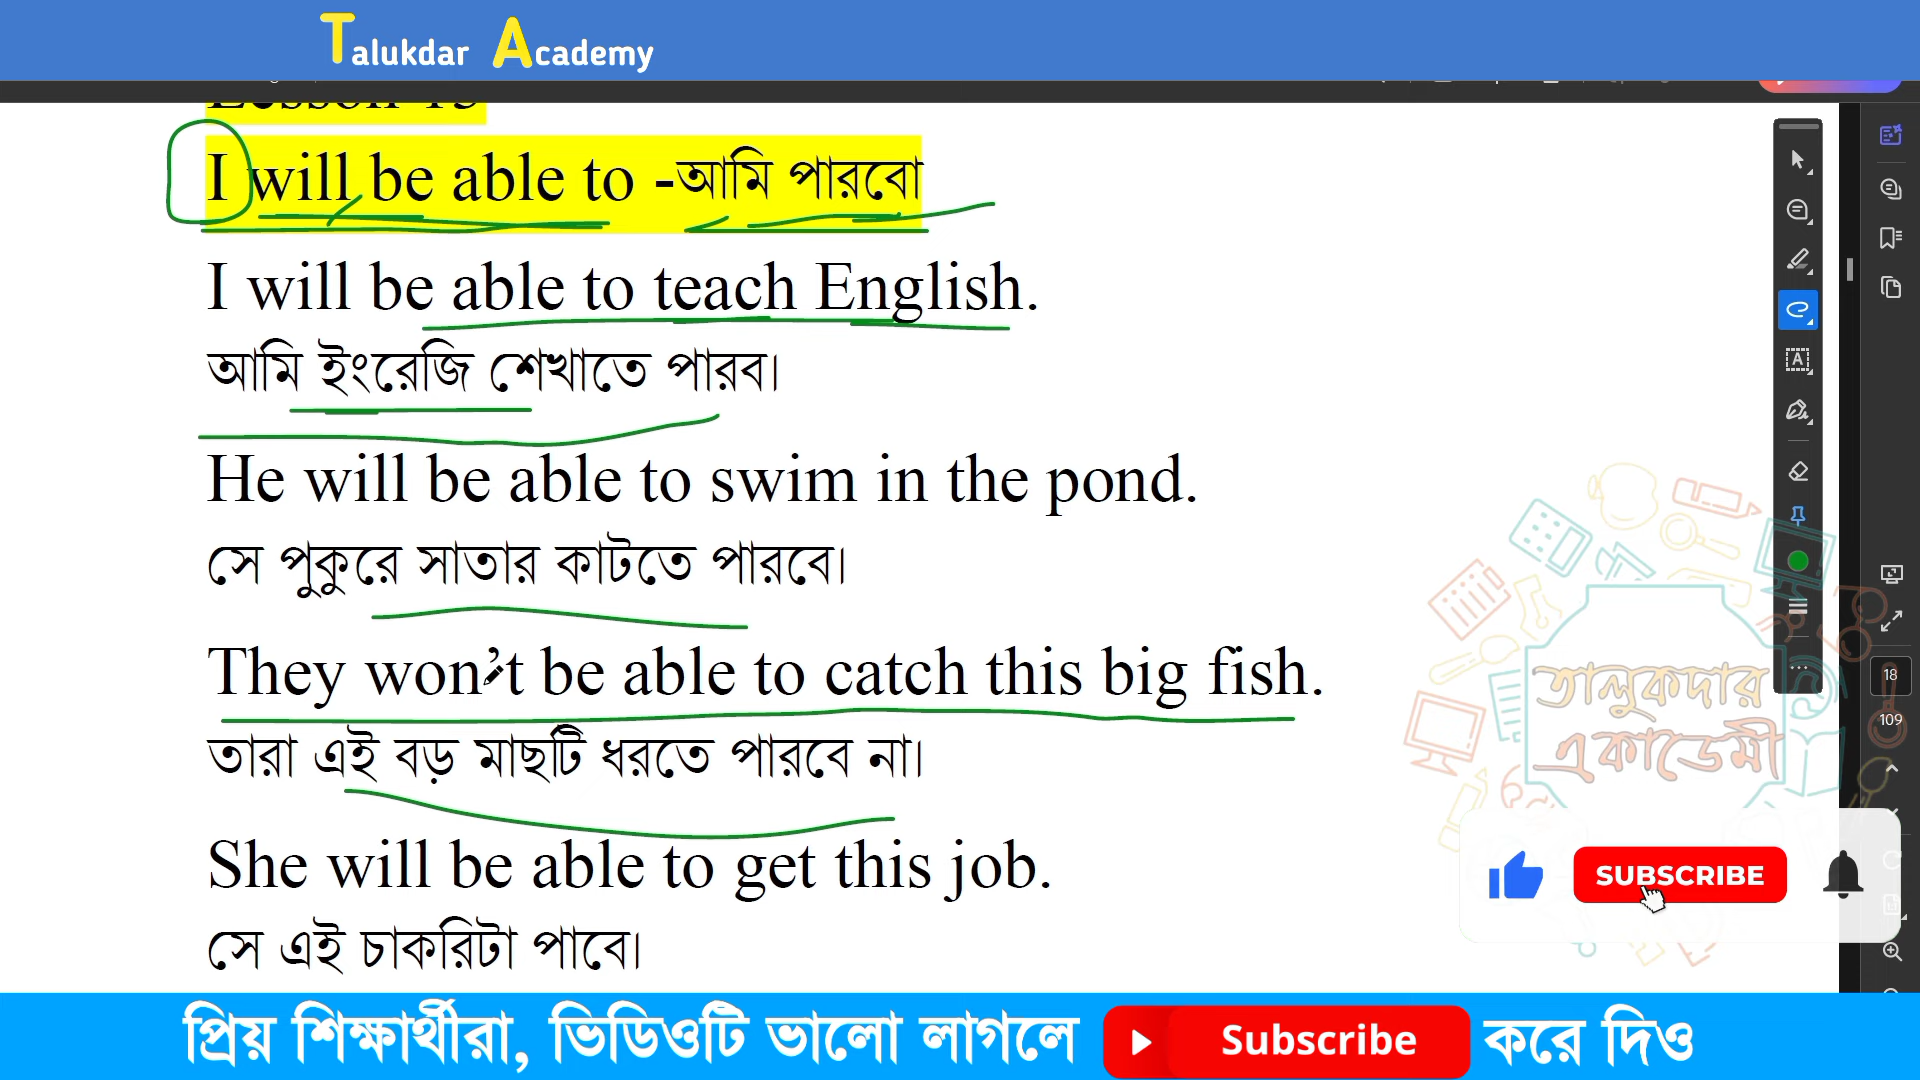 Talukdar Academy
Lesson 15
I will be able to -আমি পারবো
I will be able to teach English.
আমি ইংরেজি শেখাতে পারব।
He will be able to swim in the pond.
সে পুকুরে সাতার কাটতে পারবে।
They won’t be able to catch this big fish.
তারা এই বড় মাছটি ধরতে পারবে না।
She will be able to get this job.
সে এই চাকরিটা পাবে।
তালুকদার
একাডেমী
18
109
SUBSCRIBE
প্রিয় শিক্ষার্থীরা, ভিডিওটি ভালো লাগলে Subscribe করে দিও